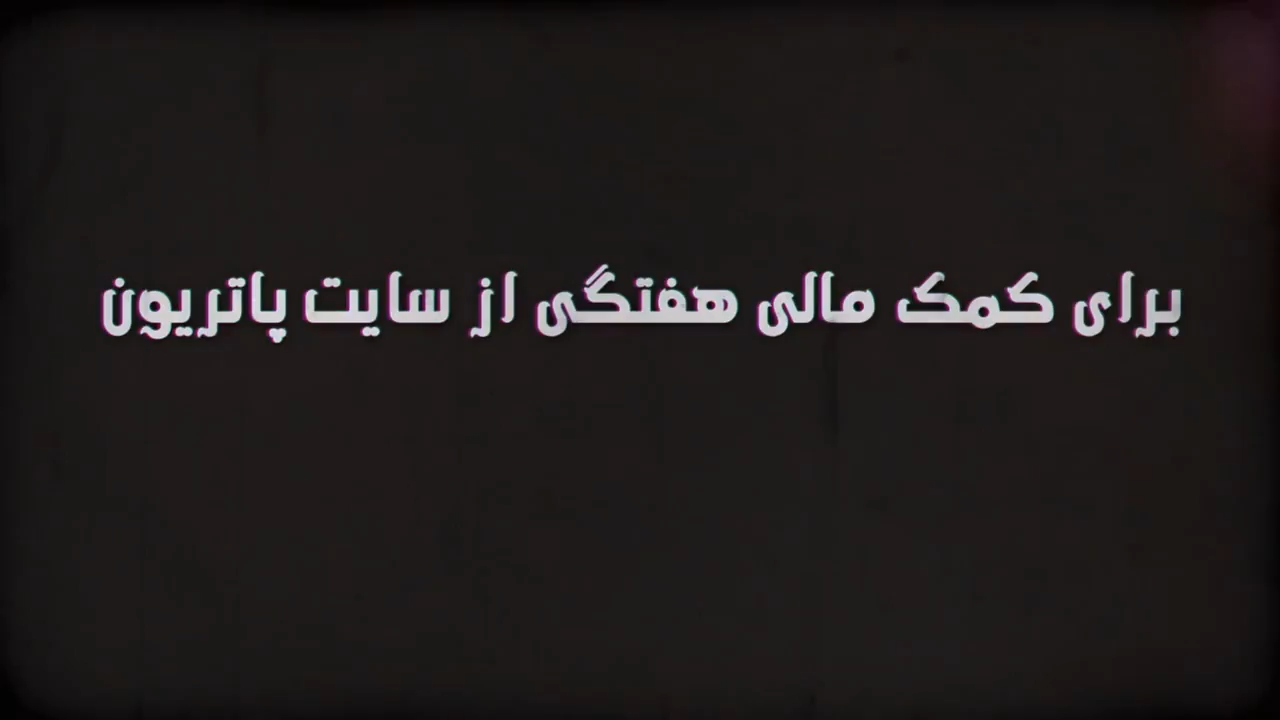 برای کمک مالی هفتگی از سایت پاتریون